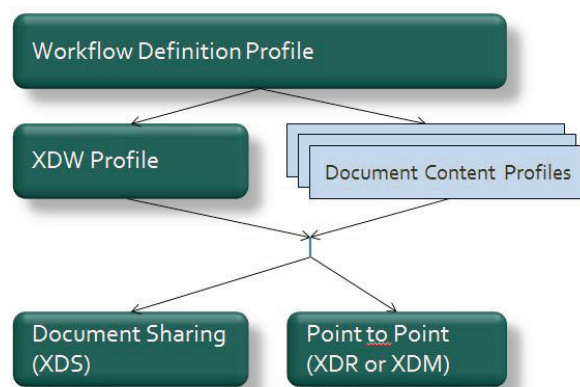 Workflow Definition Profile
XDW Profile
Document Content Profiles
Document Sharing
(XDS)
Point to Point
(XDR or XDM)